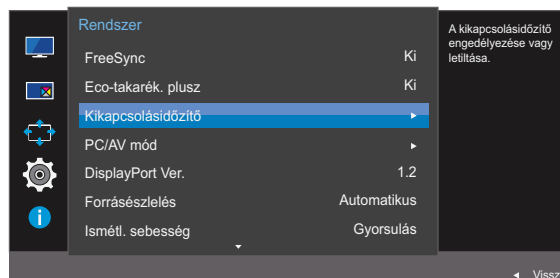 Rendszer
FreeSync Ki
Eco-takarék. plusz Ki
Kikapcsolásidőzítő
PC/AV mód
DisplayPort Ver. 1.2
Forrásészlelés Automatikus
Ismétl. sebesség Gyorsulás
A kikapcsolásidőzítő
engedélyezése vagy
letiltása.